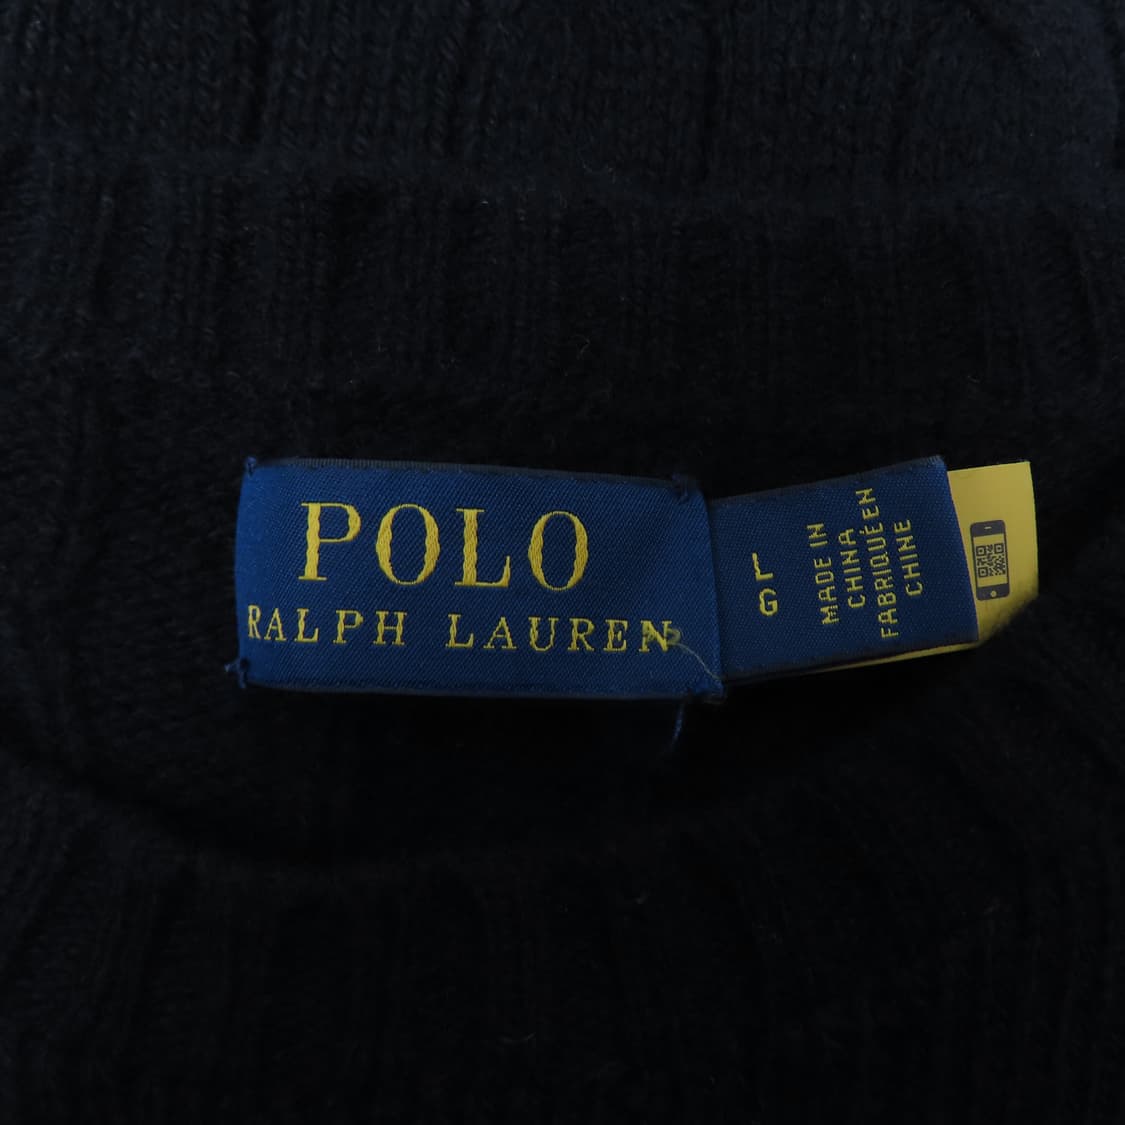 POLO
RALPH LAUREN
L
G
MADE IN
CHINA
FABRIQUÉ EN
CHINE